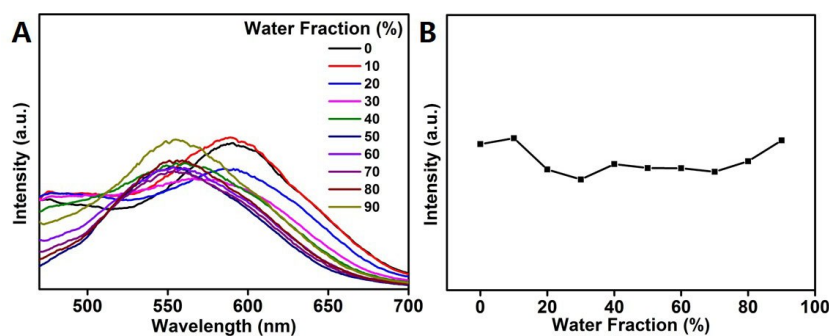 A
Water Fraction (%)
0
10
20
30
40
50
60
70
80
90
Intensity (a.u.)
500 550 600 650 700
Wavelength (nm)
B
Intensity (a.u.)
0 20 40 60 80 100
Water Fraction (%)